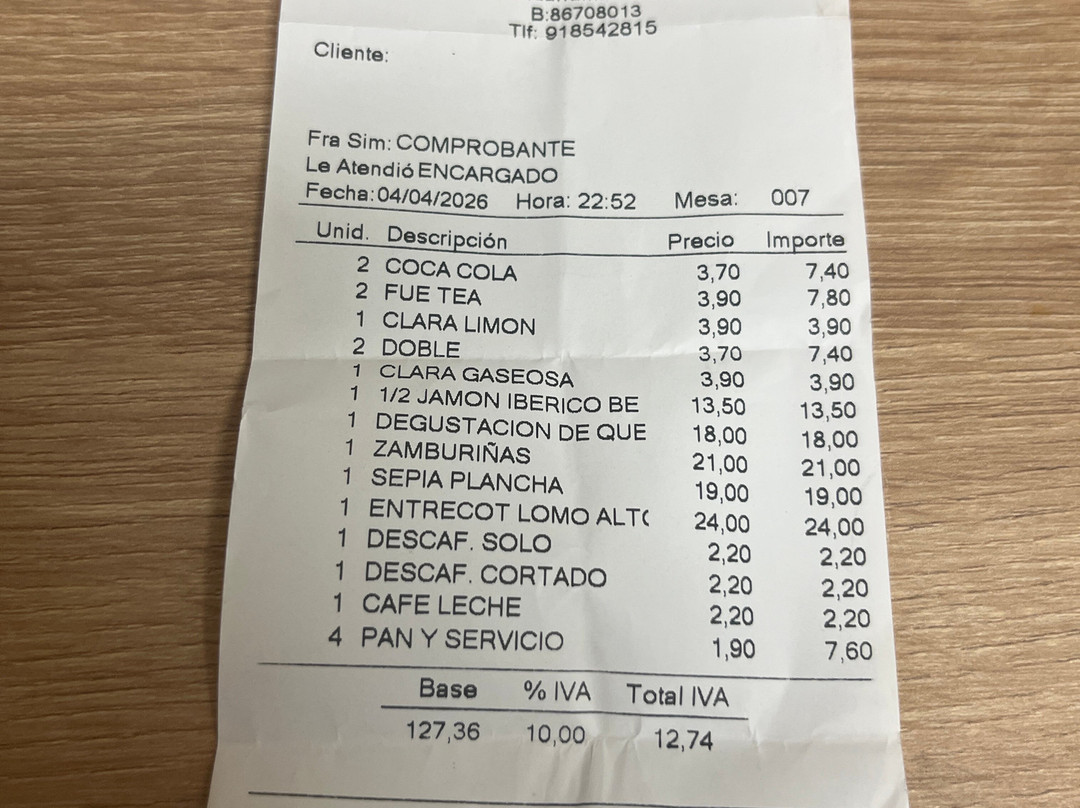 B:86708013
Tlf: 918542815
Cliente:
Fra Sim: COMPROBANTE
Le Atendió ENCARGADO
Fecha: 04/04/2026 Hora: 22:52 Mesa: 007
Unid. Descripción Precio Importe
2 COCA COLA 3,70 7,40
2 FUE TEA 3,90 7,80
1 CLARA LIMON 3,90 3,90
2 DOBLE 3,70 7,40
1 CLARA GASEOSA 3,90 3,90
1 1/2 JAMON IBERICO BE 13,50 13,50
1 DEGUSTACION DE QUE 18,00 18,00
1 ZAMBURIÑAS 21,00 21,00
1 SEPIA PLANCHA 19,00 19,00
1 ENTRECOT LOMO ALTO 24,00 24,00
1 DESCAF. SOLO 2,20 2,20
1 DESCAF. CORTADO 2,20 2,20
1 CAFE LECHE 2,20 2,20
4 PAN Y SERVICIO 1,90 7,60
Base % IVA Total IVA
127,36 10,00 12,74